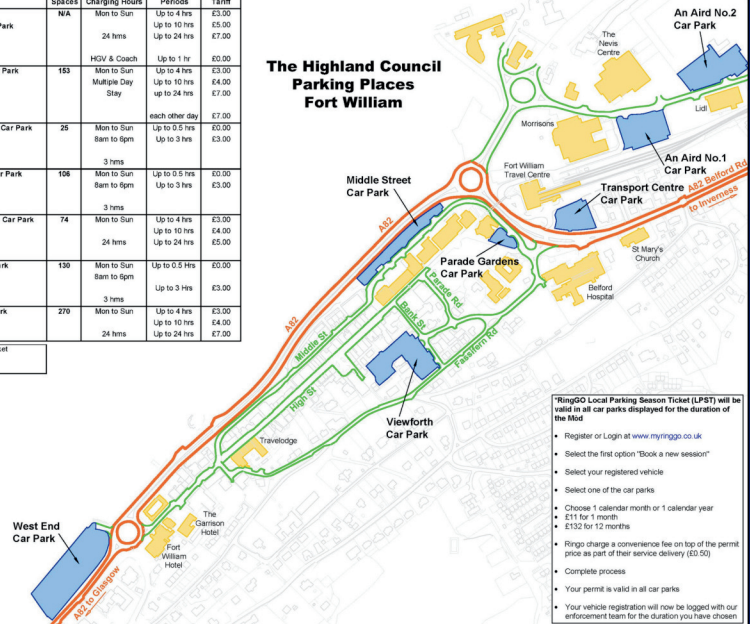 Spaces Charging Hours Periods Tariff
N/A Mon to Sun Up to 4 hrs £3.00
Park Up to 10 hrs £5.00
24 hms Up to 24 hrs £7.00
HGV & Coach Up to 1 hr £0.00
Park 153 Mon to Sun Up to 4 hrs £3.00
Multiple Day Up to 10 hrs £4.00
Stay up to 24 hrs £7.00
each other day £7.00
Car Park 25 Mon to Sun Up to 0.5 hrs £0.00
8am to 6pm Up to 3 hrs £3.00
3 hms
r Park 106 Mon to Sun Up to 0.5 hrs £0.00
8am to 6pm Up to 3 hrs £3.00
3 hms
Car Park 74 Mon to Sun Up to 4 hrs £3.00
Up to 10 hrs £4.00
24 hms Up to 24 hrs £5.00
rk 130 Mon to Sun Up to 0.5 Hrs £0.00
8am to 6pm
Up to 3 Hrs £3.00
3 hms
rk 270 Mon to Sun Up to 4 hrs £3.00
Up to 10 hrs £4.00
24 hms Up to 24 hrs £7.00
ket
The Highland Council
Parking Places
Fort William
An Aird No.2
Car Park
The
Nevis
Centre
Lidl
Morrisons
An Aird No.1
Car Park
Fort William
Travel Centre
Transport Centre
Car Park
A82 Belford Rd
to Inverness
Middle Street
Car Park
A82
Parade Gardens
Car Park
St Mary's
Church
Belford
Hospital
Parade Rd
Bank St
Fassifern Rd
A82
Middle St
High St
Viewforth
Car Park
Travelodge
The
Garrison
Hotel
West End
Car Park
Fort
William
Hotel
A82 to Glasgow
*RingGO Local Parking Season Ticket (LPST) will be
valid in all car parks displayed for the duration of
the Mòd
• Register or Login at www.myringgo.co.uk
• Select the first option "Book a new session"
• Select your registered vehicle
• Select one of the car parks
• Choose 1 calendar month or 1 calendar year
• £11 for 1 month
• £132 for 12 months
• Ringo charge a convenience fee on top of the permit
price as part of their service delivery (£0.50)
• Complete process
• Your permit is valid in all car parks
• Your vehicle registration will now be logged with our
enforcement team for the duration you have chosen